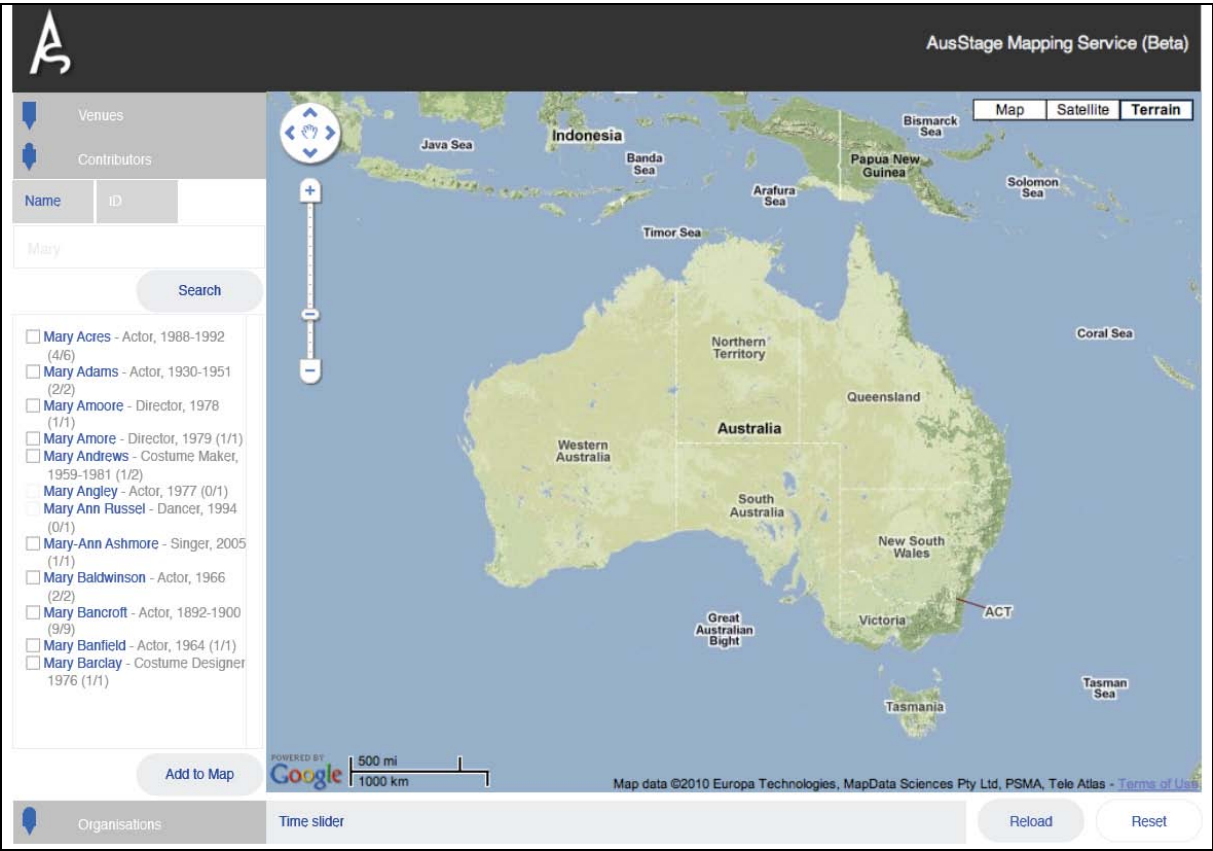 AusStage Mapping Service (Beta)
Venues
Contributors
Name
ID
Mary
Search
Mary Acres - Actor, 1988-1992
(4/6)
Mary Adams - Actor, 1930-1951
(2/2)
Mary Amoore - Director, 1978
(1/1)
Mary Amore - Director, 1979 (1/1)
Mary Andrews - Costume Maker,
1959-1981 (1/2)
Mary Angley - Actor, 1977 (0/1)
Mary Ann Russel - Dancer, 1994
(0/1)
Mary-Ann Ashmore - Singer, 2005
(1/1)
Mary Baldwinson - Actor, 1966
(2/2)
Mary Bancroft - Actor, 1892-1900
(9/9)
Mary Banfield - Actor, 1964 (1/1)
Mary Barclay - Costume Designer
1976 (1/1)
Add to Map
Organisations
Map
Satellite
Terrain
Java Sea
Indonesia
Banda
Sea
Bismarck
Sea
Papua New
Guinea
Arafura
Sea
Solomon
Sea
Timor Sea
Coral Sea
Northern
Territory
Queensland
Australia
Western
Australia
South
Australia
New South
Wales
Great
Australian
Bight
Victoria
ACT
Tasmania
Tasman
Sea
POWERED BY
Google
500 mi
1000 km
Map data ©2010 Europa Technologies, MapData Sciences Pty Ltd, PSMA, Tele Atlas - Terms of Use
Time slider
Reload
Reset